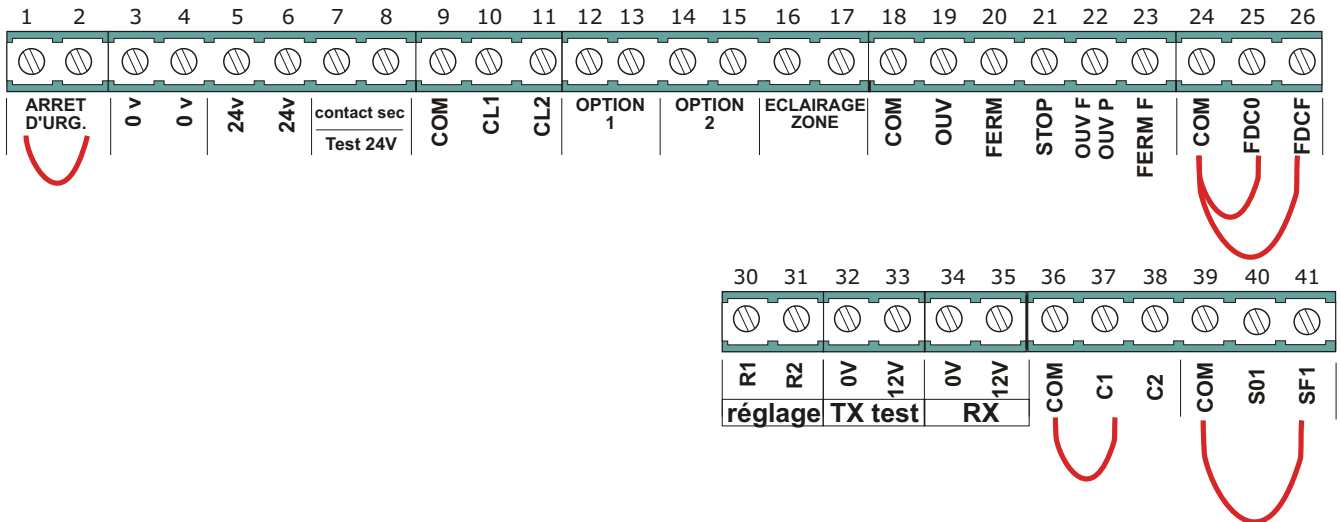 1 2 3 4 5 6 7 8 9 10 11 12 13 14 15 16 17 18 19 20 21 22 23 24 25 26
ARRET
D'URG.
0 v
0 v
24v
24v
contact sec
Test 24V
COM
CL1
CL2
OPTION
1
OPTION
2
ECLAIRAGE
ZONE
COM
OUV
FERM
STOP
OUV F
OUV P
FERM F
COM
FDC0
FDCF
30 31 32 33 34 35 36 37 38 39 40 41
R1
R2
0V
12V
0V
12V
COM
C1
C2
COM
S01
SF1
réglage
TX test
RX